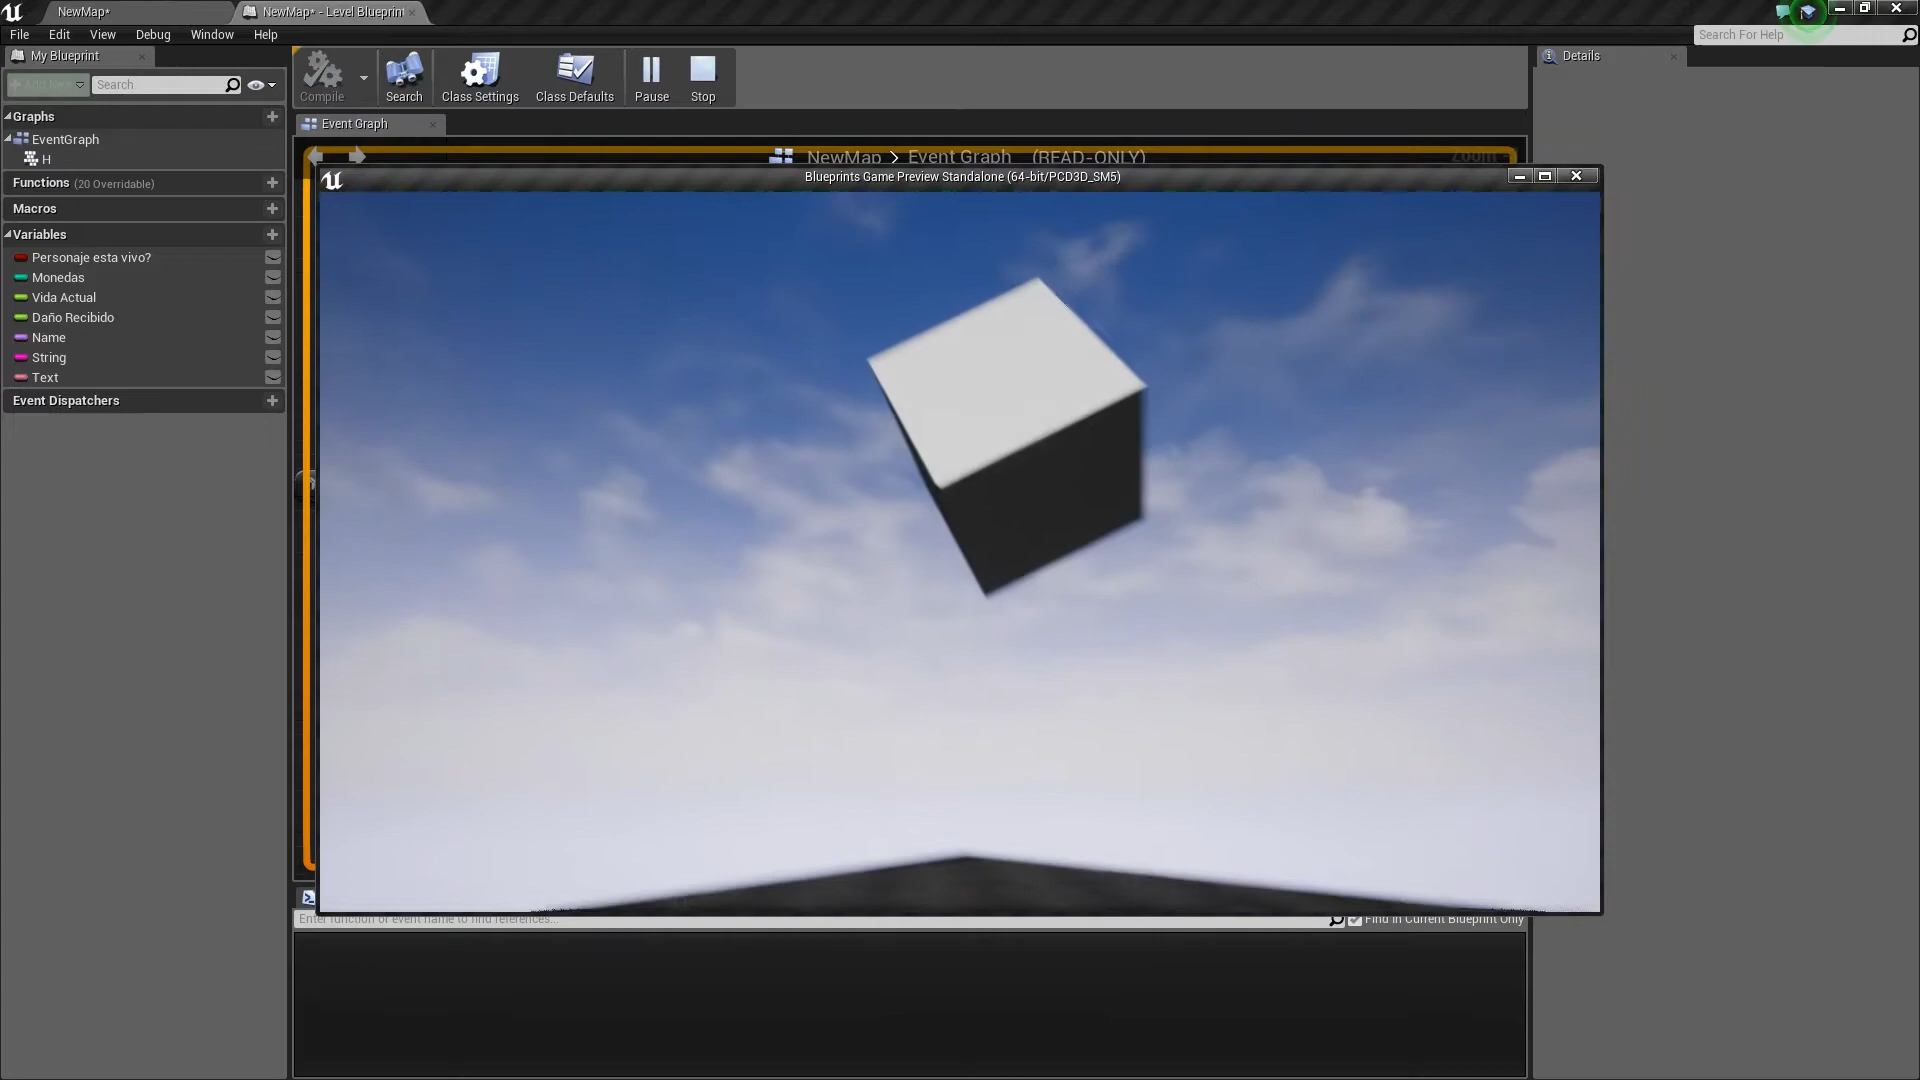 NewMap*
NewMap* - Level Blueprint
File Edit View Debug Window Help
Search For Help
My Blueprint
Add New
Search
Graphs
EventGraph
H
Functions (20 Overridable)
Macros
Variables
Personaje esta vivo?
Monedas
Vida Actual
Daño Recibido
Name
String
Text
Event Dispatchers
Compile
Search
Class Settings
Class Defaults
Pause
Stop
Details
Event Graph
NewMap > Event Graph (READ-ONLY)
Zoom
Blueprints Game Preview Standalone (64-bit/PCD3D_SM5)
Enter function or event name to find references...
Find in Current Blueprint Only